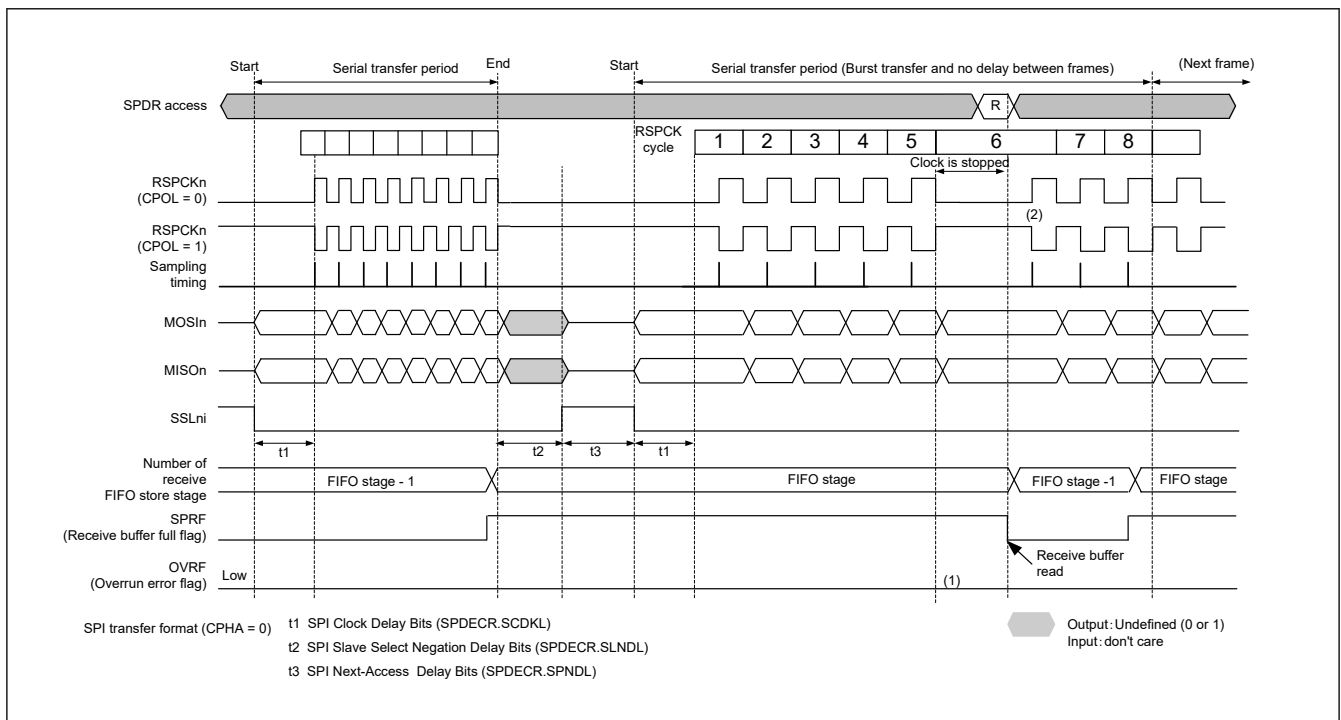 Start
Serial transfer period
End
Start
Serial transfer period (Burst transfer and no delay between frames)
(Next frame)
SPDR access
R
RSPCK
cycle
1 2 3 4 5 6 7 8
Clock is stopped
RSPCKn
(CPOL = 0)
(2)
RSPCKn
(CPOL = 1)
Sampling
timing
MOSIn
MISOn
SSLni
t1 t2 t3 t1
Number of
receive
FIFO store stage
FIFO stage - 1
FIFO stage
FIFO stage -1
FIFO stage
SPRF
(Receive buffer full flag)
Receive buffer
read
OVRF
(Overrun error flag)
Low
(1)
SPI transfer format (CPHA = 0)
t1 SPI Clock Delay Bits (SPDECR.SCDKL)
t2 SPI Slave Select Negation Delay Bits (SPDECR.SLNDL)
t3 SPI Next-Access Delay Bits (SPDECR.SPNDL)
Output:Undefined (0 or 1)
Input:don't care